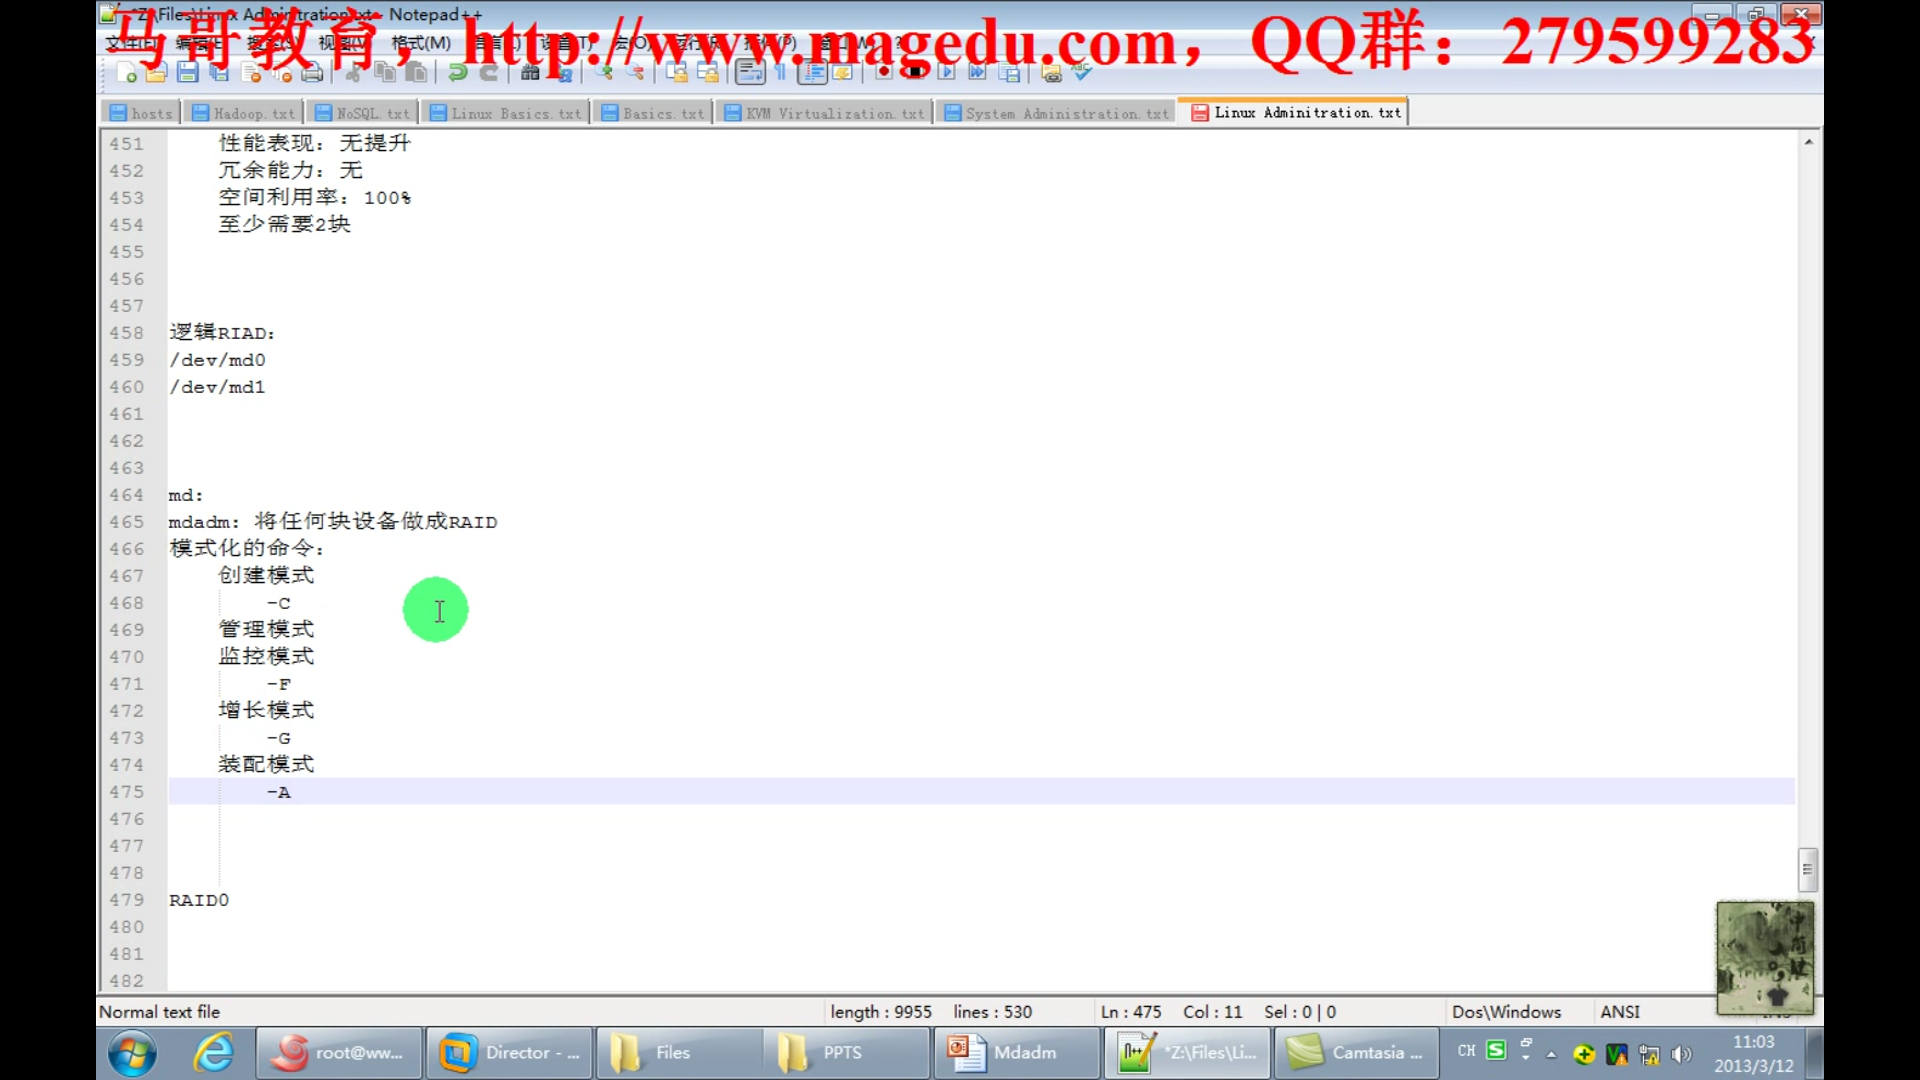 *Z:\Files\Linux Adminitration.txt - Notepad++
马哥教育，http://www.magedu.com，QQ群：279599283
格式(M)
hosts Hadoop.txt NoSQL.txt Linux Basics.txt Basics.txt KVM Virtualization.txt System Administration.txt Linux Adminitration.txt
451 性能表现：无提升
452 冗余能力：无
453 空间利用率：100%
454 至少需要2块
455
456
457
458 逻辑RIAD:
459 /dev/md0
460 /dev/md1
461
462
463
464 md:
465 mdadm: 将任何块设备做成RAID
466 模式化的命令：
467 创建模式
468 -C
469 管理模式
470 监控模式
471 -F
472 增长模式
473 -G
474 装配模式
475 -A
476
477
478
479 RAID0
480
481
482
Normal text file length : 9955 lines : 530 Ln : 475 Col : 11 Sel : 0 | 0 Dos\Windows ANSI
root@ww... Director - ... Files PPTS Mdadm *Z:\Files\Li... Camtasia ... CH 11:03
2013/3/12